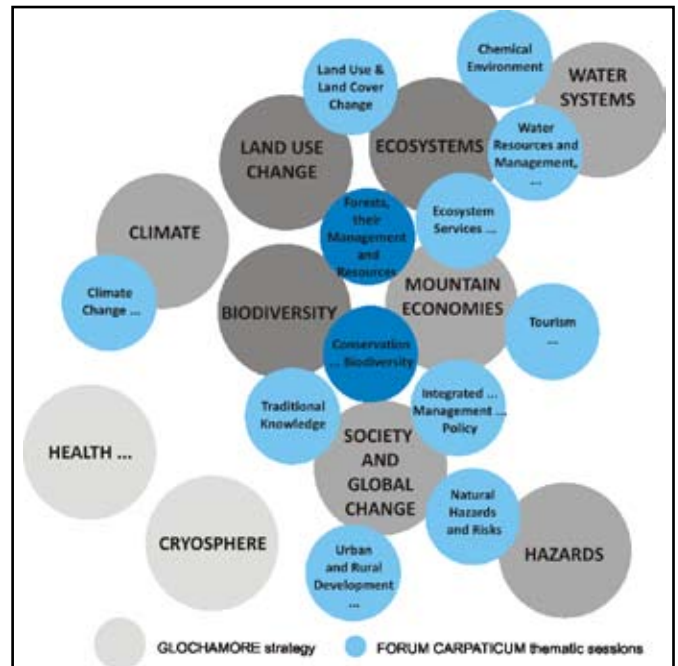 Chemical
Environment
WATER
SYSTEMS
Land Use &
Land Cover
Change
LAND USE
CHANGE
ECOSYSTEMS
Water
Resources and
Management,
...
Forests,
their
Management
and
Resources
Ecosystem
Services ...
CLIMATE
Climate
Change ...
BIODIVERSITY
MOUNTAIN
ECONOMIES
Tourism
...
Conservation
... Biodiversity
Traditional
Knowledge
Integrated ...
Management ...
Policy
SOCIETY
AND
GLOBAL
CHANGE
HEALTH ...
CRYOSPHERE
Natural
Hazards
and Risks
HAZARDS
Urban
and Rural
Development
...
GLOCHAMORE strategy
FORUM CARPATICUM thematic sessions